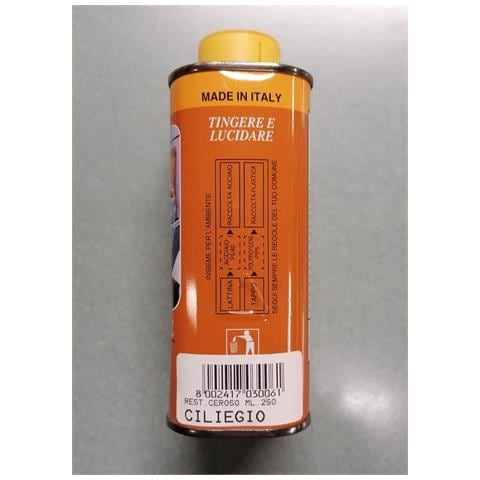 MADE IN ITALY
TINGERE E
LUCIDARE
INSIEME PER L'AMBIENTE
LATTINA
ACCIAIO
FE40
RACCOLTA ACCIAIO
TAPPO
POLIPROPILENE
PP5
RACCOLTA PLASTICA
SEGUI SEMPRE LE REGOLE DEL TUO COMUNE
8 002417 030061
REST.CEROSO ML.250
CILIEGIO